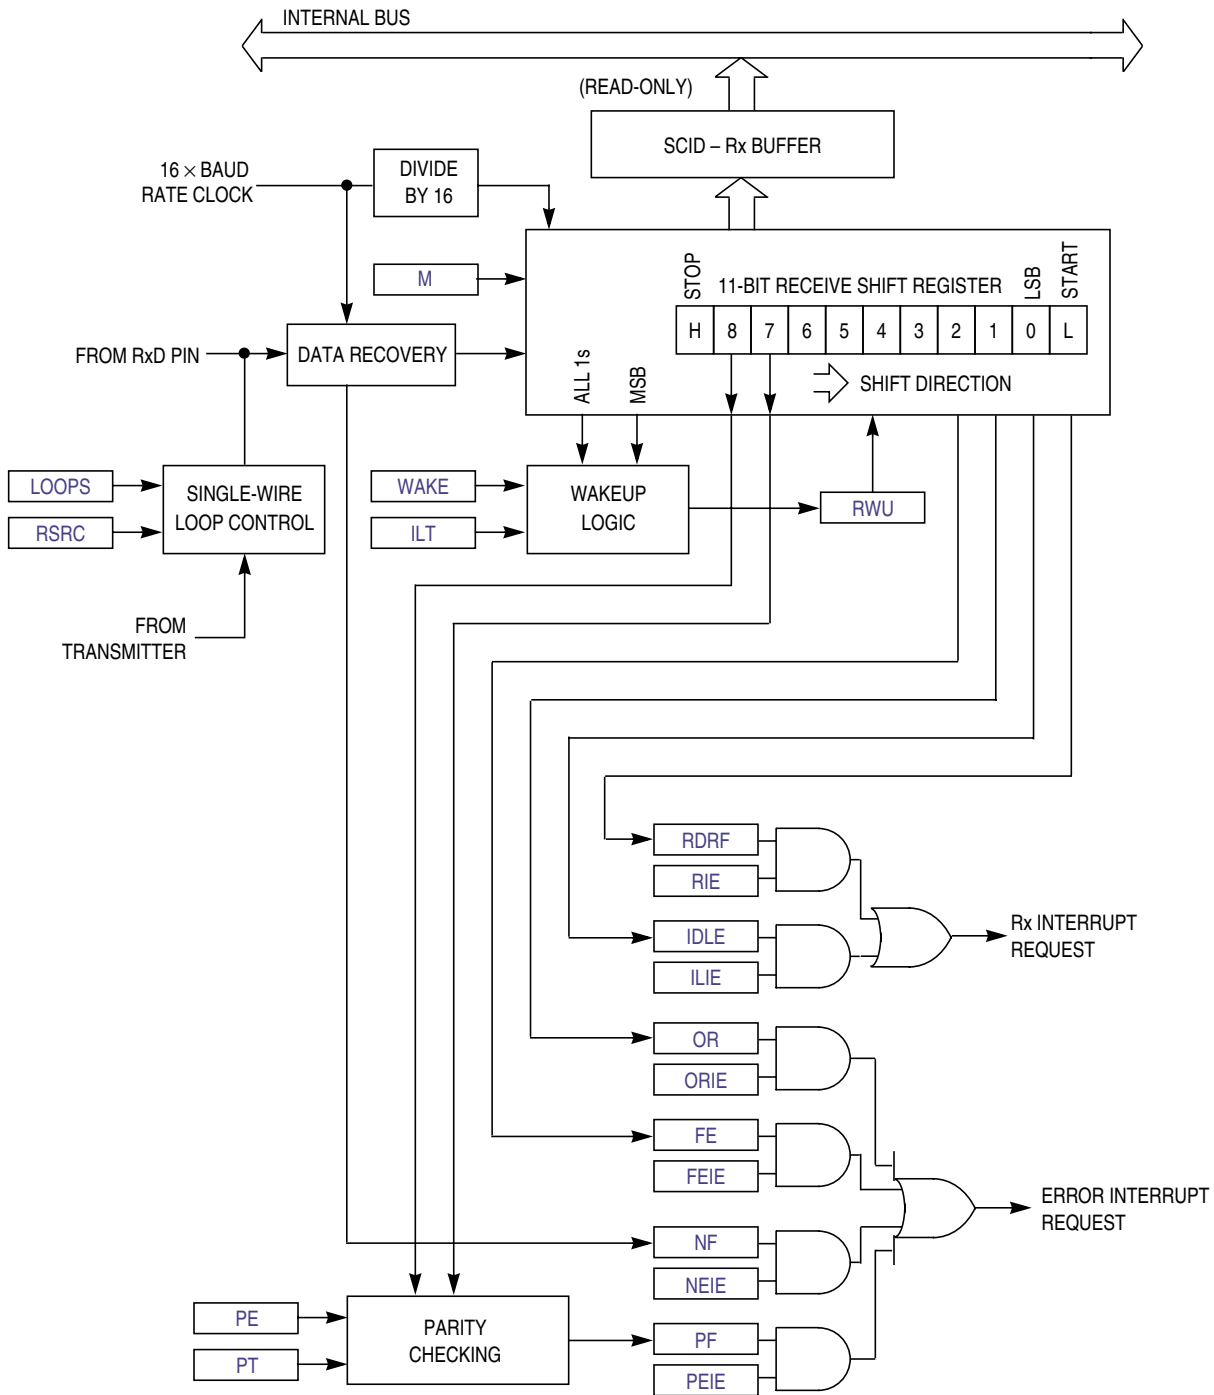 INTERNAL BUS
(READ-ONLY)
SCID – Rx BUFFER
16 × BAUD
RATE CLOCK
DIVIDE
BY 16
M
STOP
11-BIT RECEIVE SHIFT REGISTER
LSB
START
H 8 7 6 5 4 3 2 1 0 L
FROM RxD PIN
DATA RECOVERY
ALL 1s
MSB
SHIFT DIRECTION
LOOPS
RSRC
SINGLE-WIRE
LOOP CONTROL
WAKE
ILT
WAKEUP
LOGIC
RWU
FROM
TRANSMITTER
RDRF
RIE
IDLE
ILIE
Rx INTERRUPT
REQUEST
OR
ORIE
FE
FEIE
ERROR INTERRUPT
REQUEST
NF
NEIE
PE
PT
PARITY
CHECKING
PF
PEIE